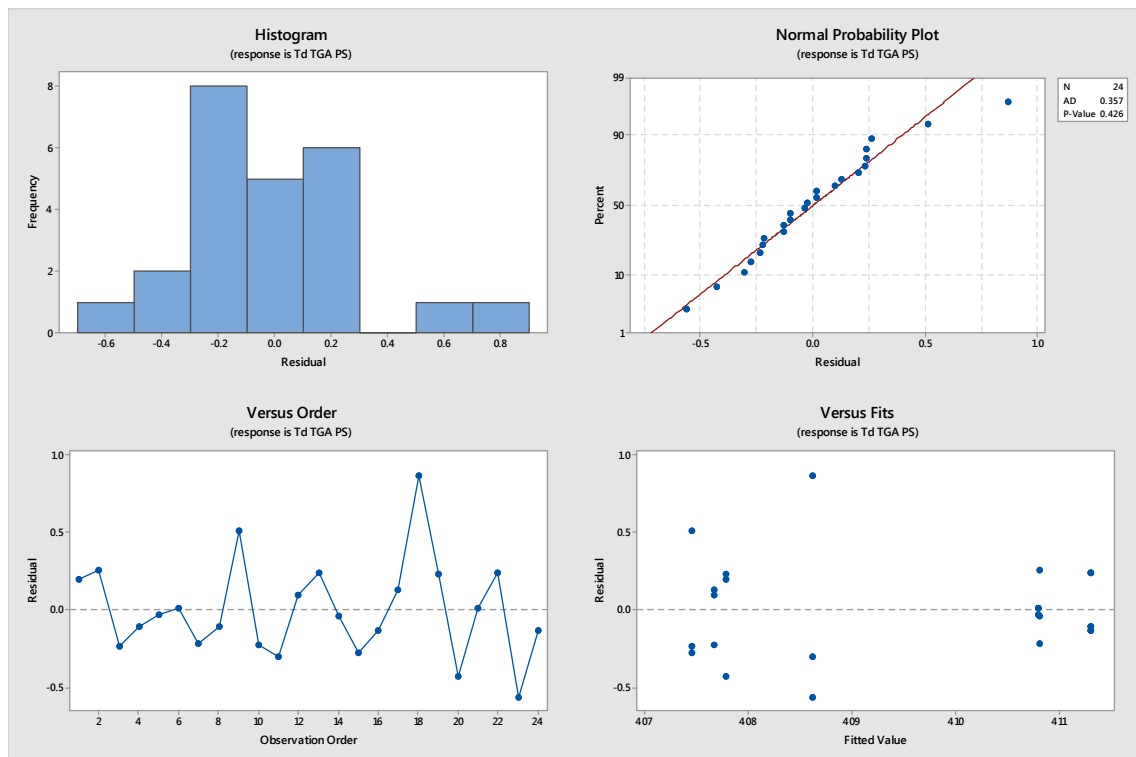 Histogram
(response is Td TGA PS)
Frequency
8
6
4
2
0
-0.6 -0.4 -0.2 0.0 0.2 0.4 0.6 0.8
Residual
Normal Probability Plot
(response is Td TGA PS)
Percent
99
90
50
10
1
-0.5 0.0 0.5 1.0
Residual
N 24
AD 0.357
P-Value 0.426
Versus Order
(response is Td TGA PS)
Residual
1.0
0.5
0.0
-0.5
2 4 6 8 10 12 14 16 18 20 22 24
Observation Order
Versus Fits
(response is Td TGA PS)
Residual
1.0
0.5
0.0
-0.5
407 408 409 410 411
Fitted Value